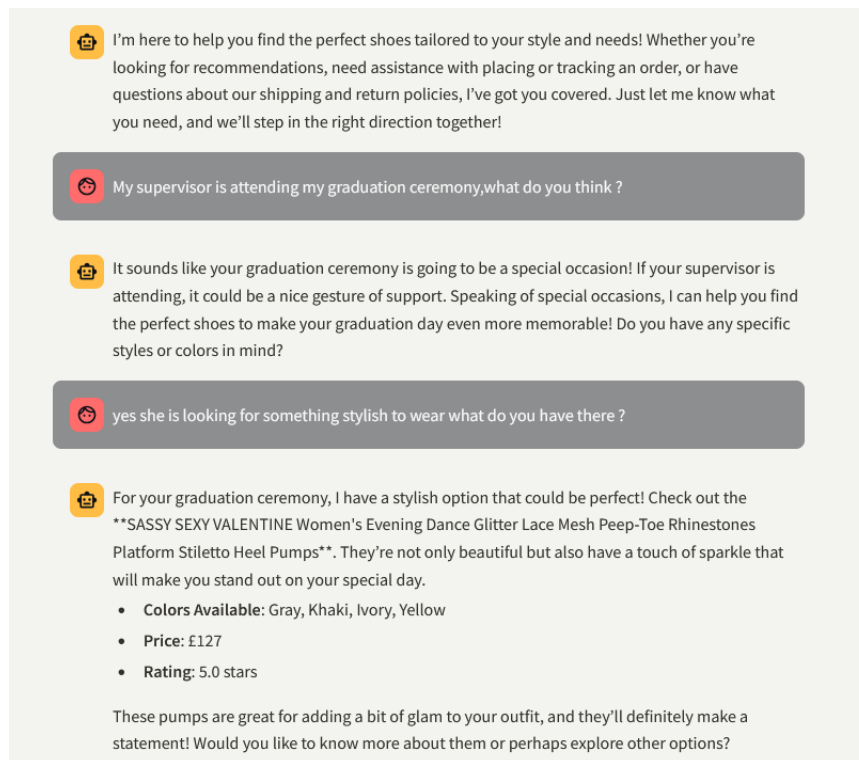 I'm here to help you find the perfect shoes tailored to your style and needs! Whether you're
looking for recommendations, need assistance with placing or tracking an order, or have
questions about our shipping and return policies, I've got you covered. Just let me know what
you need, and we'll step in the right direction together!
My supervisor is attending my graduation ceremony,what do you think ?
It sounds like your graduation ceremony is going to be a special occasion! If your supervisor is
attending, it could be a nice gesture of support. Speaking of special occasions, I can help you find
the perfect shoes to make your graduation day even more memorable! Do you have any specific
styles or colors in mind?
yes she is looking for something stylish to wear what do you have there ?
For your graduation ceremony, I have a stylish option that could be perfect! Check out the
**SASSY SEXY VALENTINE Women's Evening Dance Glitter Lace Mesh Peep-Toe Rhinestones
Platform Stiletto Heel Pumps**. They're not only beautiful but also have a touch of sparkle that
will make you stand out on your special day.
• Colors Available: Gray, Khaki, Ivory, Yellow
• Price: £127
• Rating: 5.0 stars
These pumps are great for adding a bit of glam to your outfit, and they'll definitely make a
statement! Would you like to know more about them or perhaps explore other options?